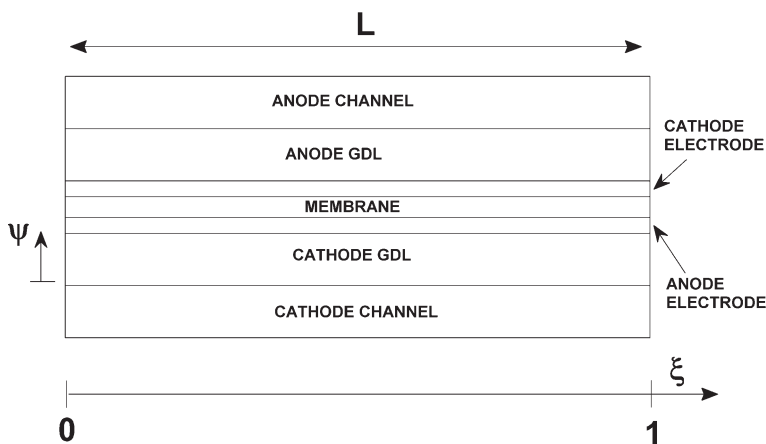 L
ANODE CHANNEL
CATHODE
ELECTRODE
ANODE GDL
MEMBRANE
ψ
CATHODE GDL
ANODE
ELECTRODE
CATHODE CHANNEL
ξ
0
1